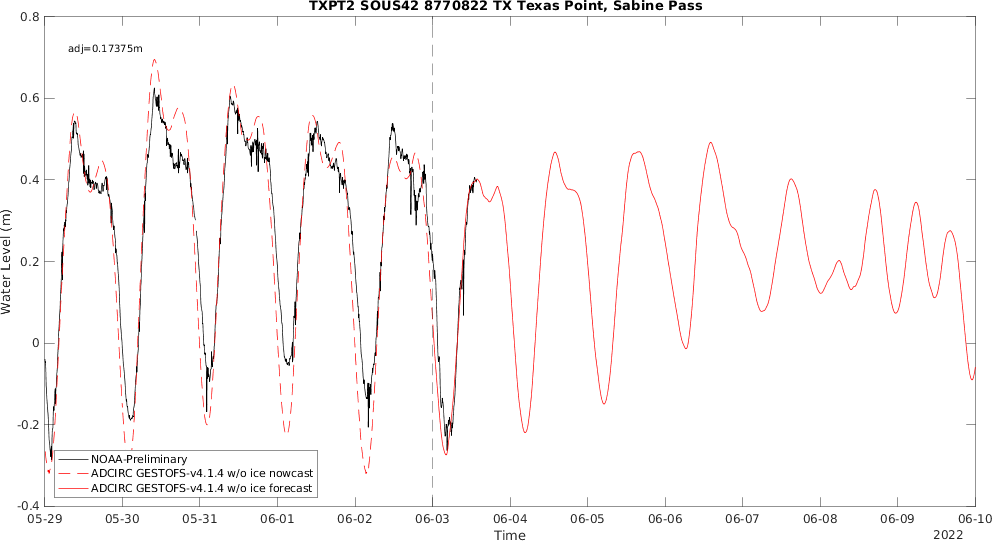 TXPT2 SOUS42 8770822 TX Texas Point, Sabine Pass
0.8
adj=0.17375m
0.6
0.4
0.2
0
-0.2
-0.4
Water Level (m)
NOAA-Preliminary
ADCIRC GESTOFS-v4.1.4 w/o ice nowcast
ADCIRC GESTOFS-v4.1.4 w/o ice forecast
05-29 05-30 05-31 06-01 06-02 06-03 06-04 06-05 06-06 06-07 06-08 06-09 06-10
Time
2022